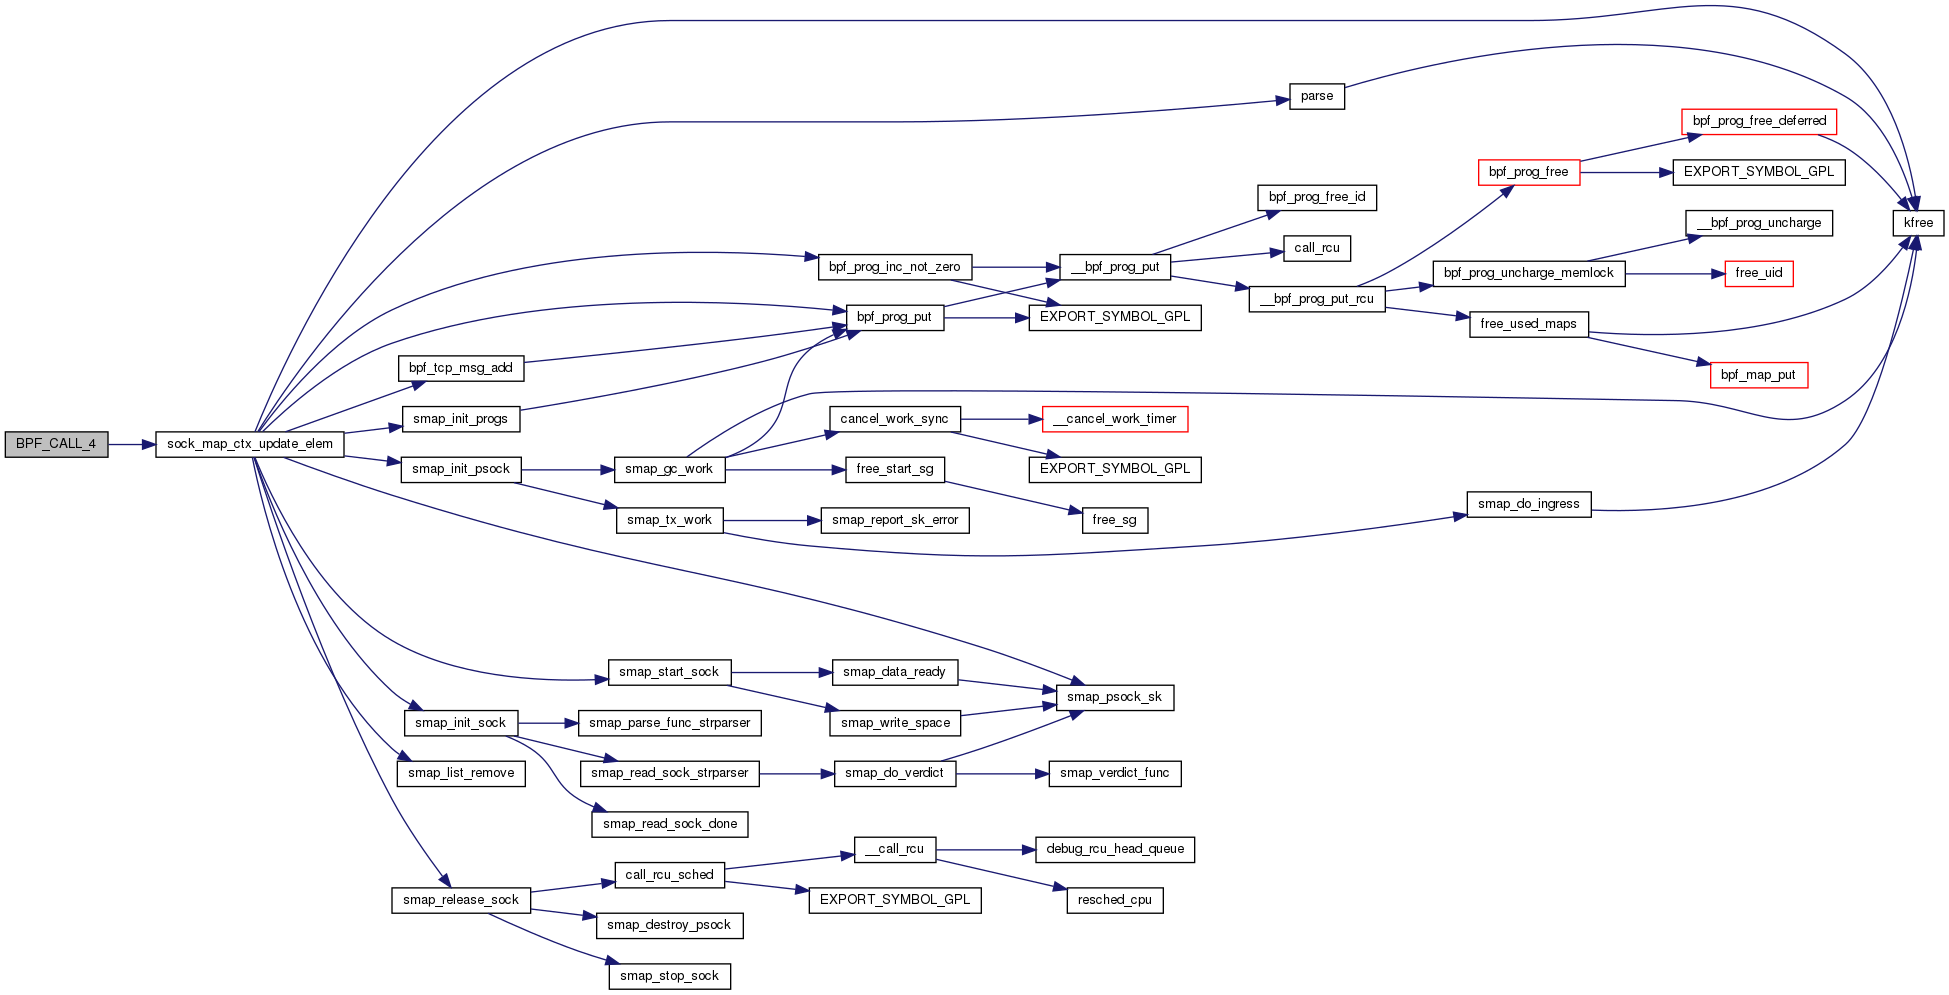 BPF_CALL_4
sock_map_ctx_update_elem
parse
bpf_prog_inc_not_zero
bpf_prog_put
bpf_tcp_msg_add
smap_init_progs
smap_init_psock
smap_gc_work
smap_tx_work
cancel_work_sync
free_start_sg
smap_report_sk_error
__bpf_prog_put
EXPORT_SYMBOL_GPL
__cancel_work_timer
EXPORT_SYMBOL_GPL
free_sg
bpf_prog_free_id
call_rcu
__bpf_prog_put_rcu
bpf_prog_free
bpf_prog_uncharge_memlock
free_used_maps
smap_do_ingress
bpf_prog_free_deferred
EXPORT_SYMBOL_GPL
__bpf_prog_uncharge
free_uid
bpf_map_put
kfree
smap_start_sock
smap_data_ready
smap_write_space
smap_psock_sk
smap_init_sock
smap_parse_func_strparser
smap_read_sock_strparser
smap_do_verdict
smap_verdict_func
smap_read_sock_done
smap_list_remove
smap_release_sock
call_rcu_sched
__call_rcu
debug_rcu_head_queue
resched_cpu
EXPORT_SYMBOL_GPL
smap_destroy_psock
smap_stop_sock